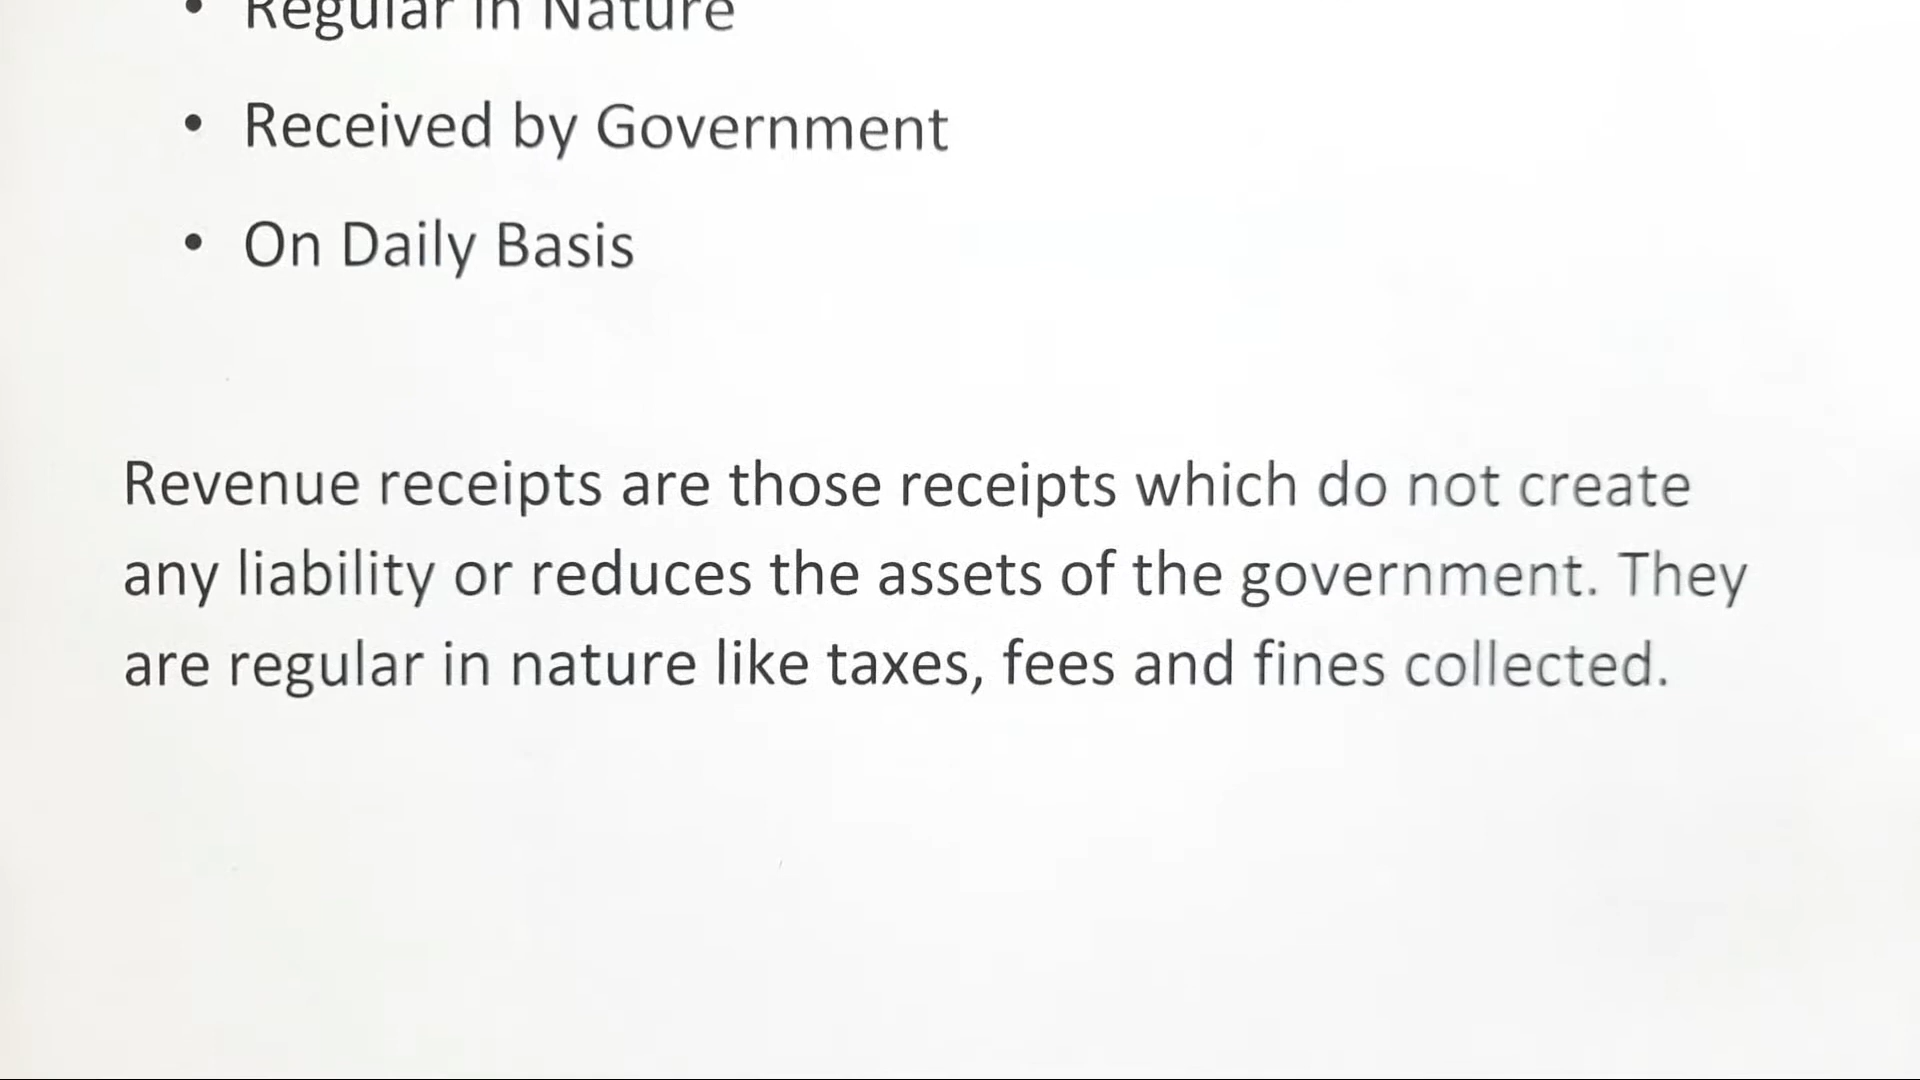 • Regular in Nature
• Received by Government
• On Daily Basis
Revenue receipts are those receipts which do not create
any liability or reduces the assets of the government. They
are regular in nature like taxes, fees and fines collected.